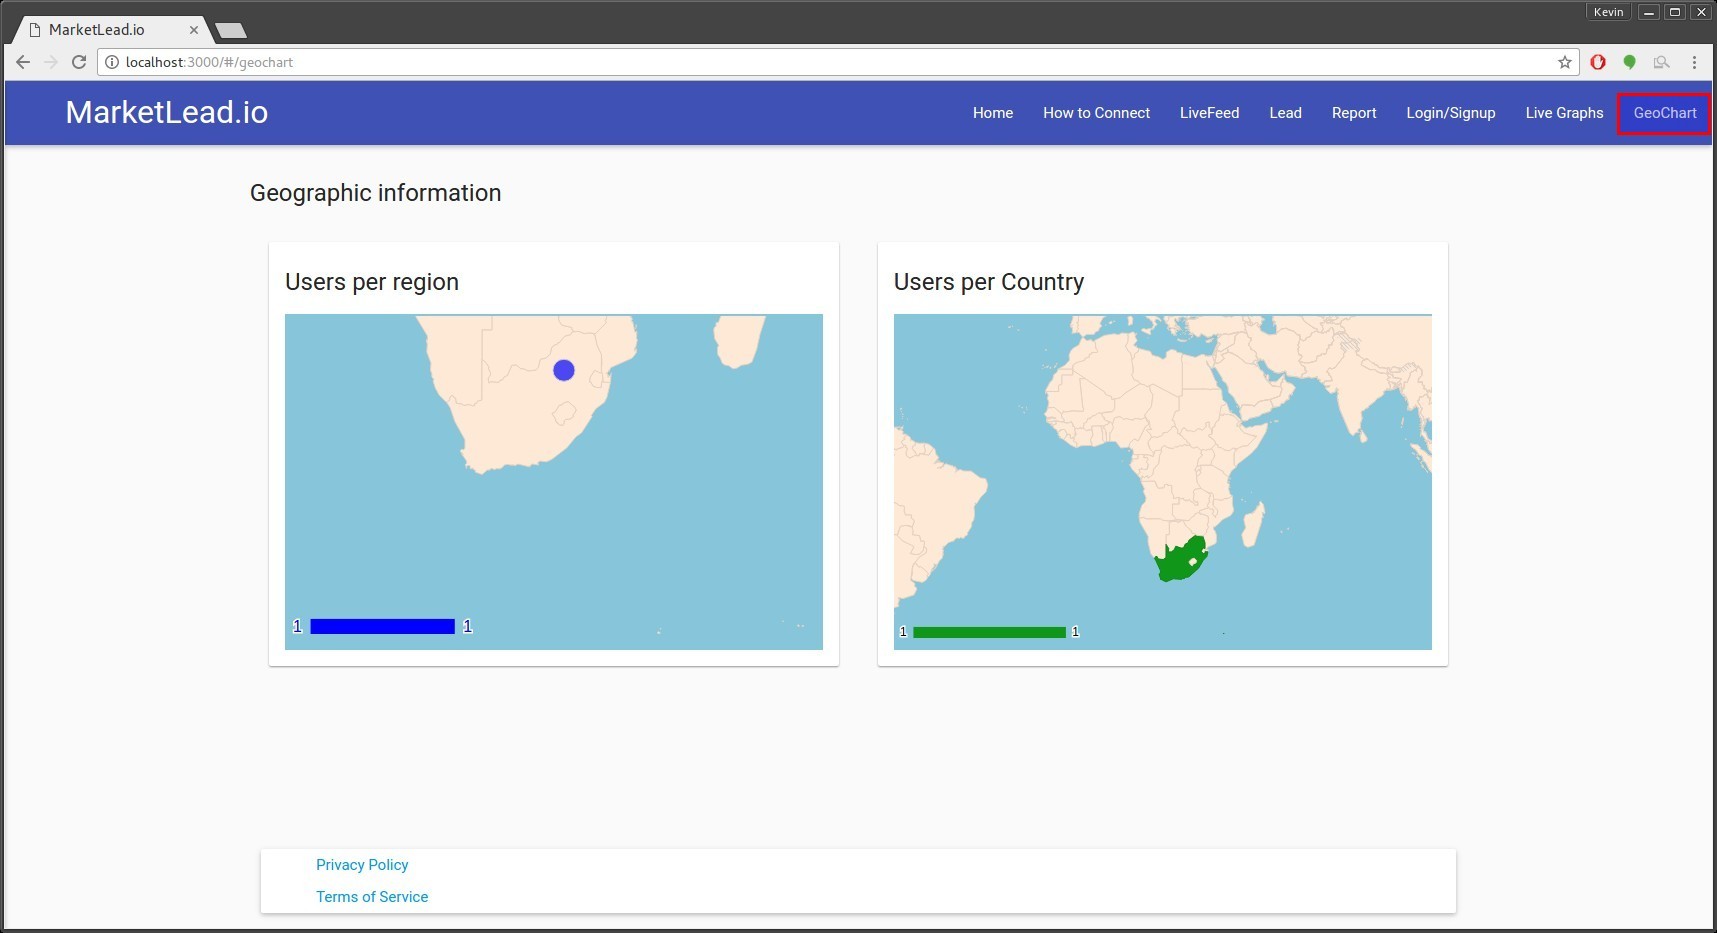 Kevin
MarketLead.io
localhost:3000/#/geochart
MarketLead.io
Home How to Connect LiveFeed Lead Report Login/Signup Live Graphs GeoChart
Geographic information
Users per region
Users per Country
1 1
1 1
Privacy Policy
Terms of Service